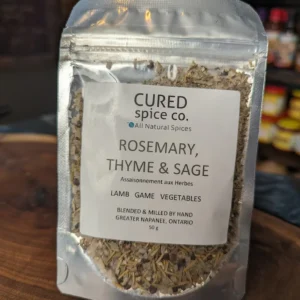 CURED
spice co.
All Natural Spices
ROSEMARY,
THYME & SAGE
Assaisonnement aux Herbes
LAMB GAME VEGETABLES
BLENDED & MILLED BY HAND
GREATER NAPANEE, ONTARIO
50 g